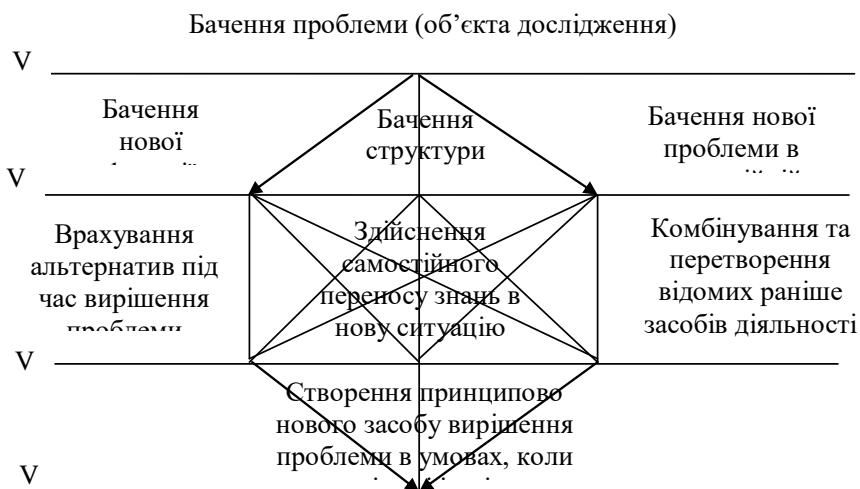 Бачення проблеми (об’єкта дослідження)
V
Бачення
нової
Бачення
структури
Бачення нової
проблеми в
V
Врахування
альтернатив під
час вирішення
проблеми
Здійснення
самостійного
переносу знань в
нову ситуацію
Комбінування та
перетворення
відомих раніше
засобів діяльності
V
Створення принципово
нового засобу вирішення
проблеми в умовах, коли
V